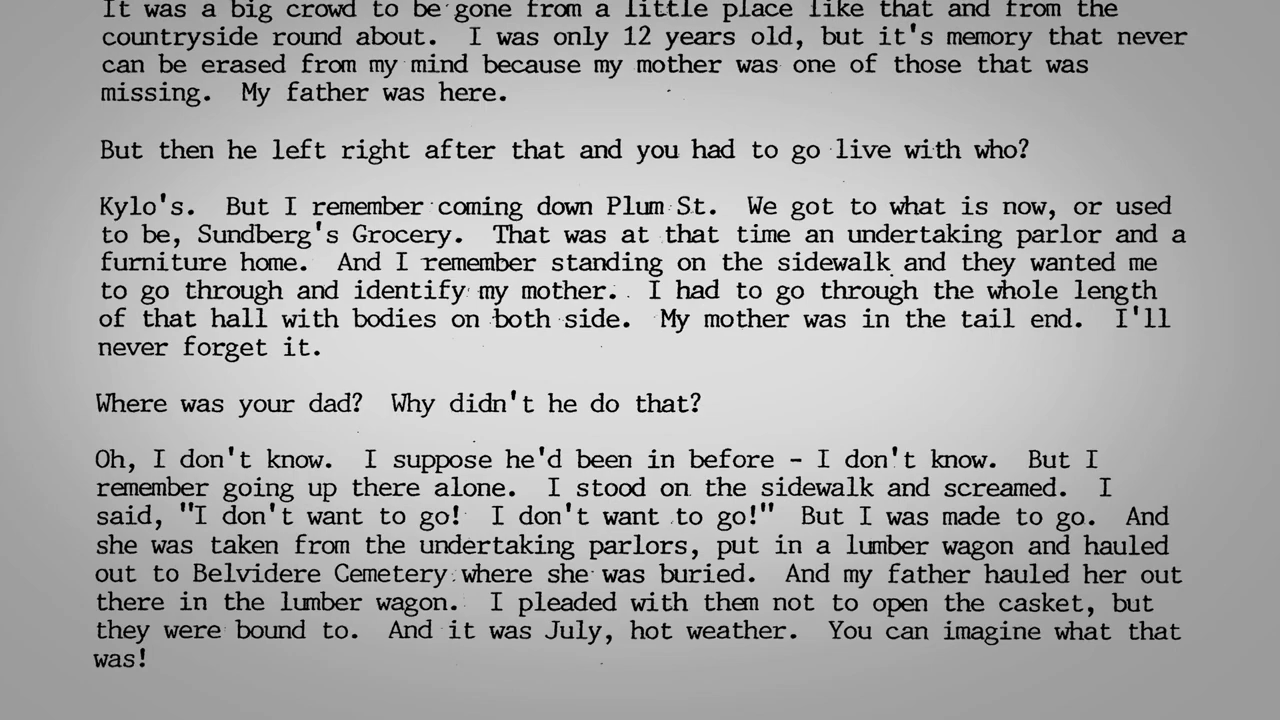 It was a big crowd to be gone from a little place like that and from the
countryside round about. I was only 12 years old, but it's memory that never
can be erased from my mind because my mother was one of those that was
missing. My father was here.
But then he left right after that and you had to go live with who?
Kylo's. But I remember coming down Plum St. We got to what is now, or used
to be, Sundberg's Grocery. That was at that time an undertaking parlor and a
furniture home. And I remember standing on the sidewalk and they wanted me
to go through and identify my mother. I had to go through the whole length
of that hall with bodies on both side. My mother was in the tail end. I'll
never forget it.
Where was your dad? Why didn't he do that?
Oh, I don't know. I suppose he'd been in before - I don't know. But I
remember going up there alone. I stood on the sidewalk and screamed. I
said, "I don't want to go! I don't want to go!" But I was made to go. And
she was taken from the undertaking parlors, put in a lumber wagon and hauled
out to Belvidere Cemetery where she was buried. And my father hauled her out
there in the lumber wagon. I pleaded with them not to open the casket, but
they were bound to. And it was July, hot weather. You can imagine what that
was!